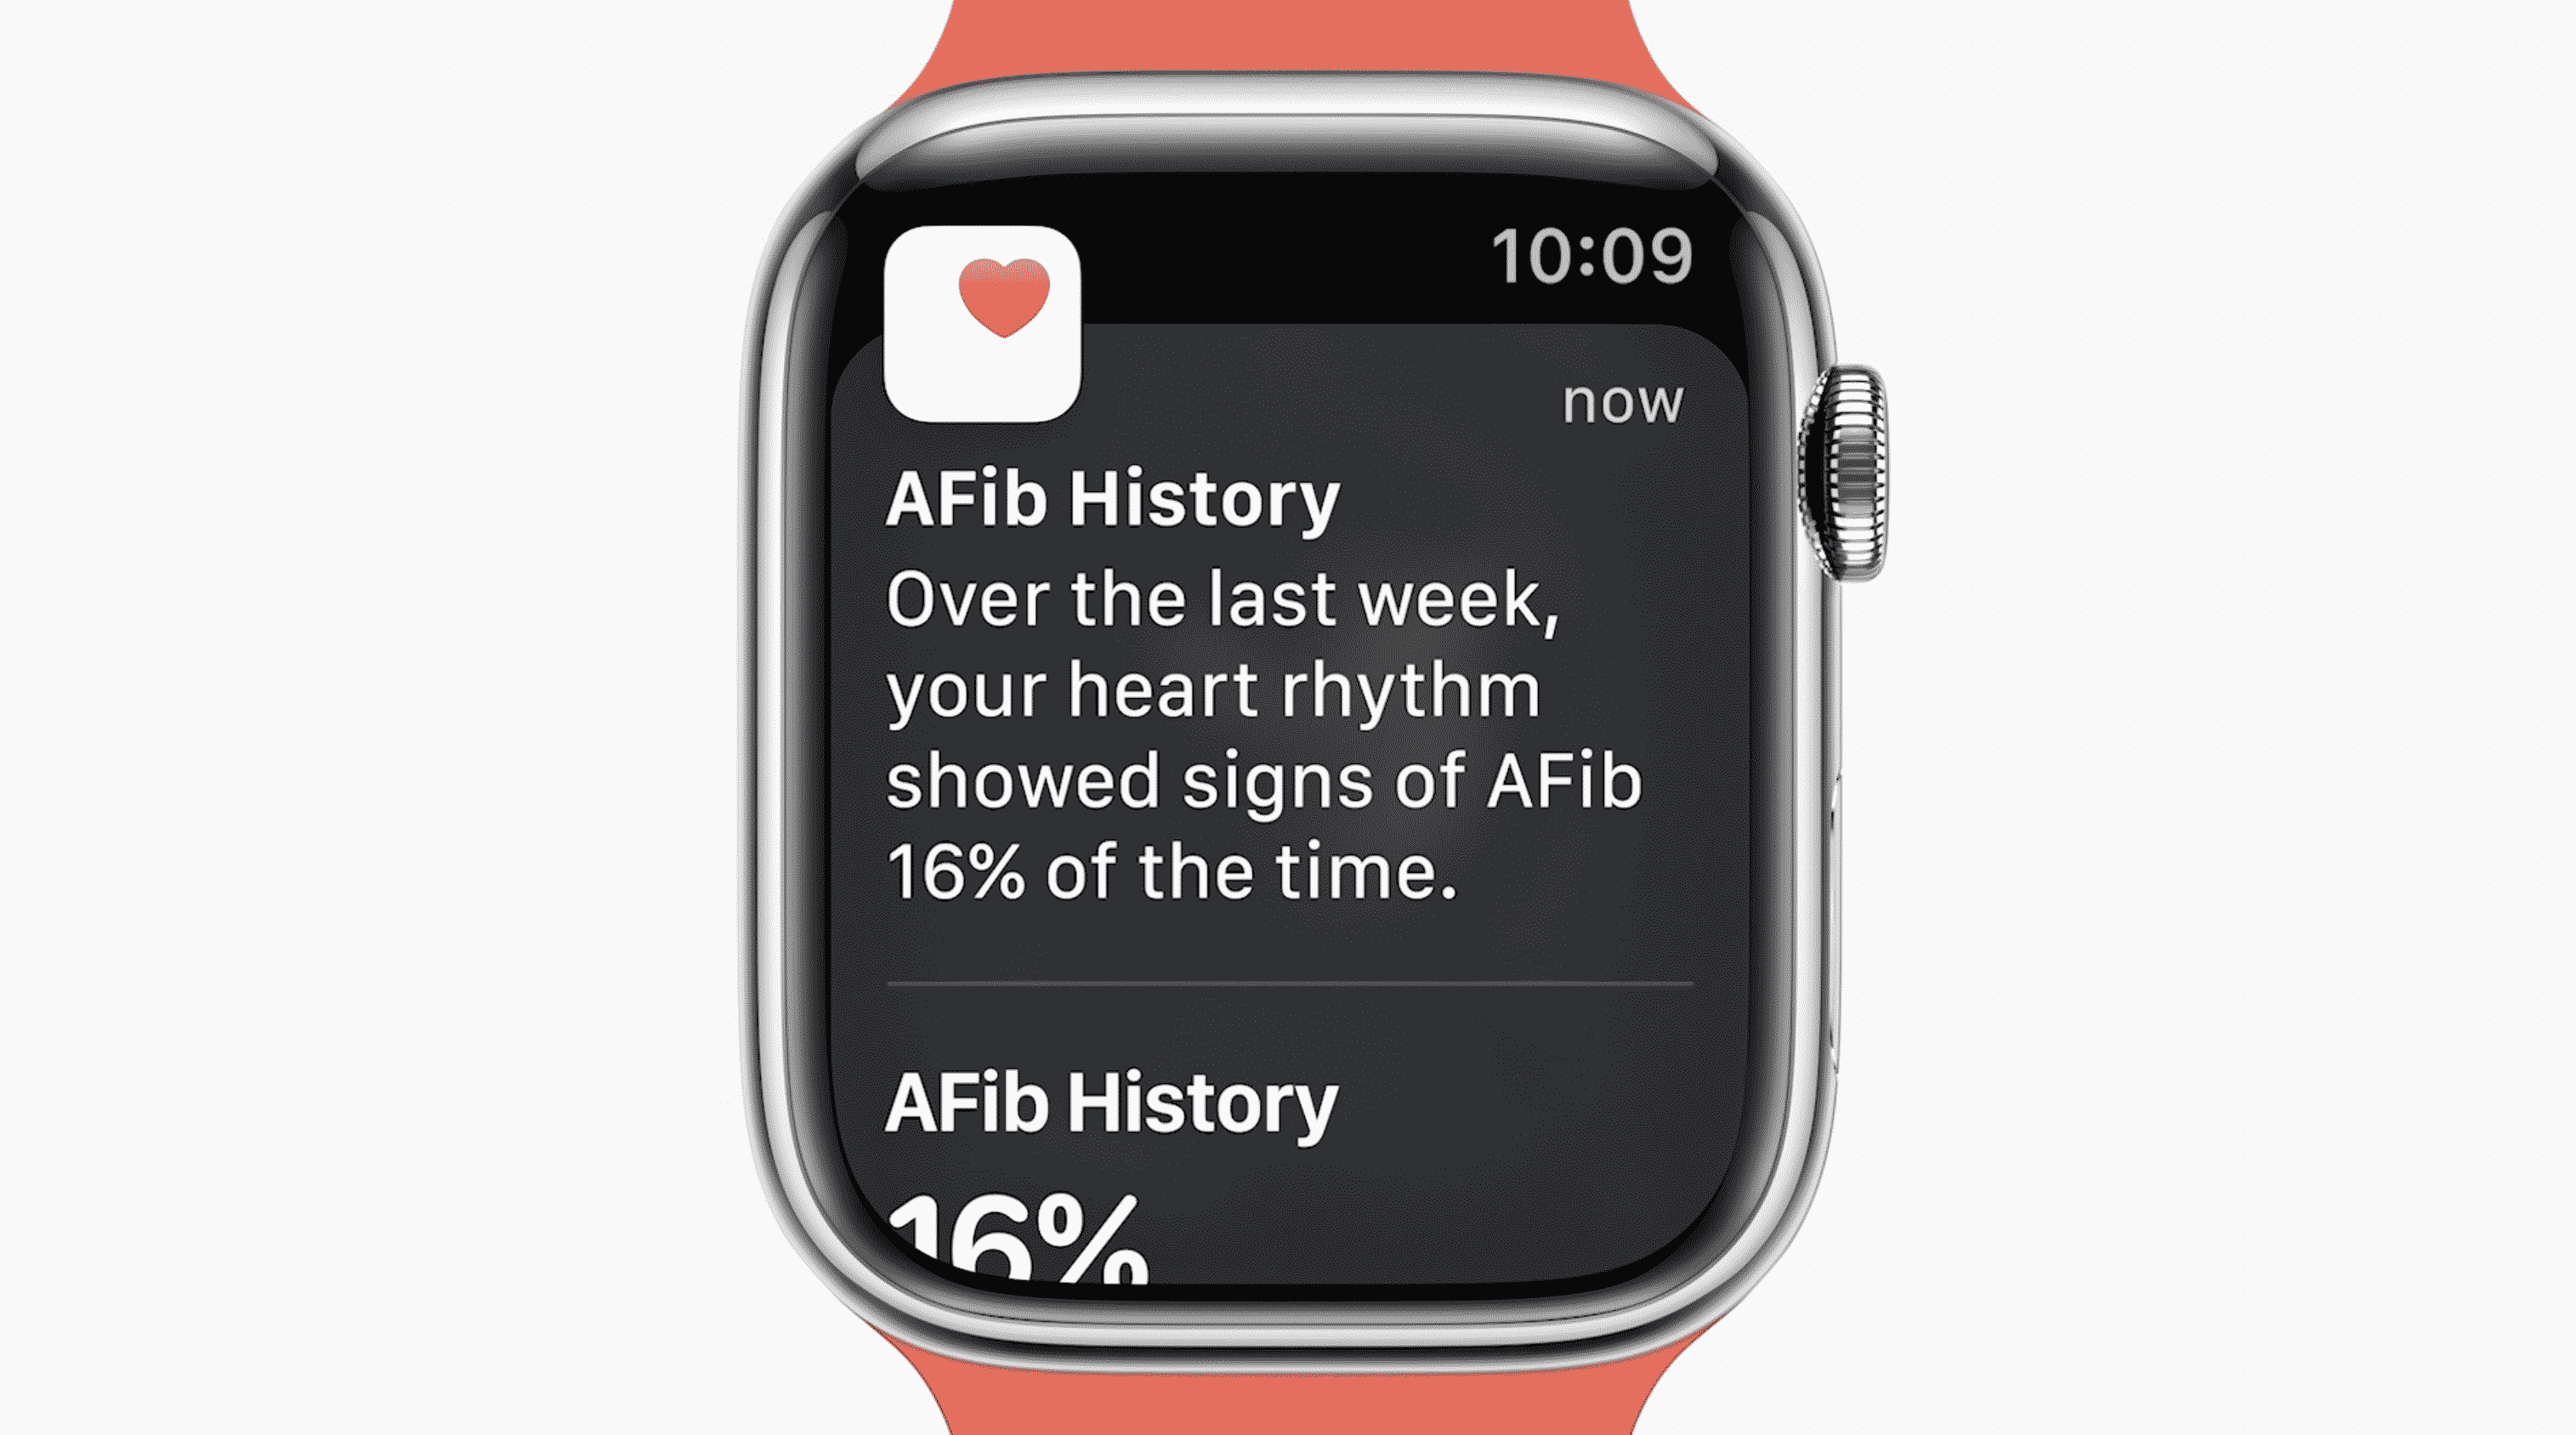 10:09
now
AFib History
Over the last week,
your heart rhythm
showed signs of AFib
16% of the time.
AFib History
16%